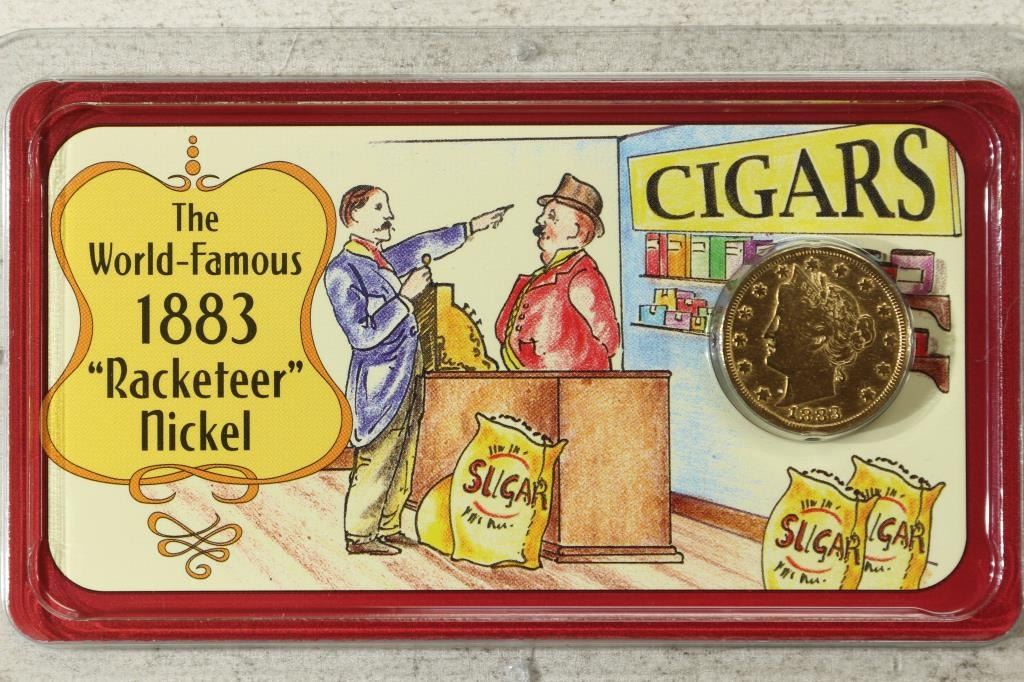 The
World-Famous
1883
“Racketeer”
Nickel
CIGARS
1883
SUGAR
SUGAR
SUGAR